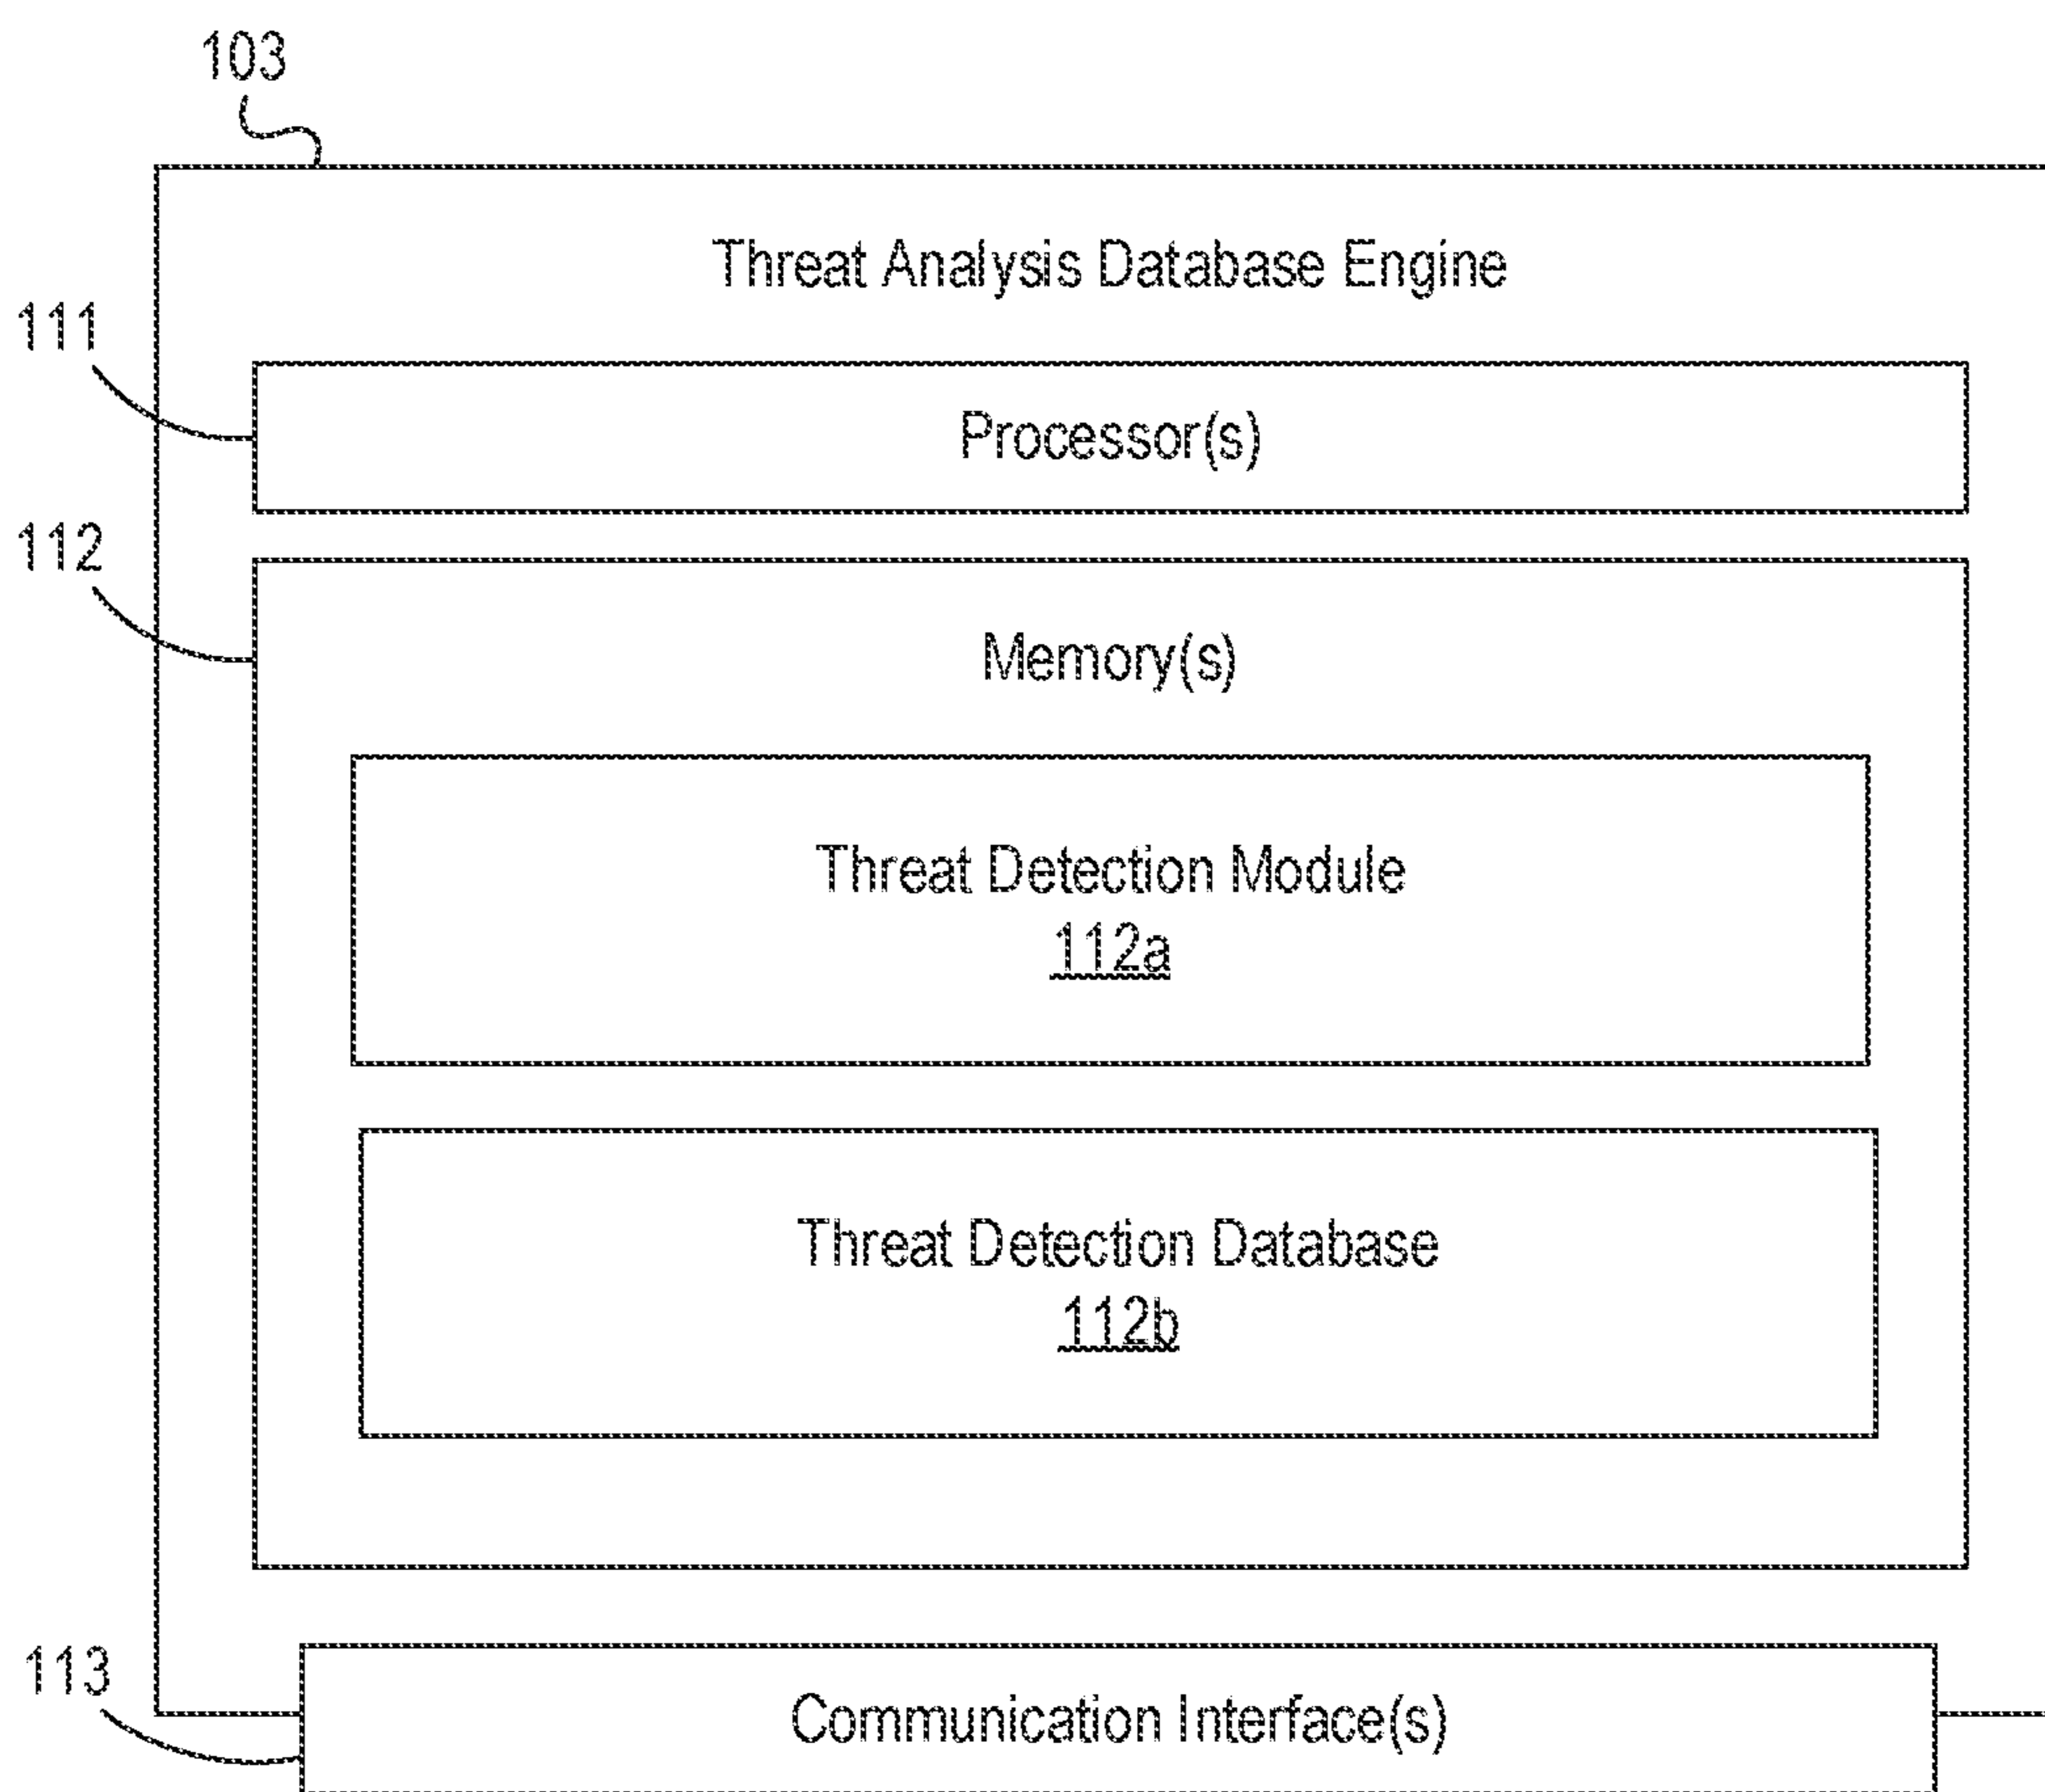 103
Threat Analysis Database Engine
111
Processor(s)
112
Memory(s)
Threat Detection Module
112a
Threat Detection Database
112b
113
Communication Interface(s)